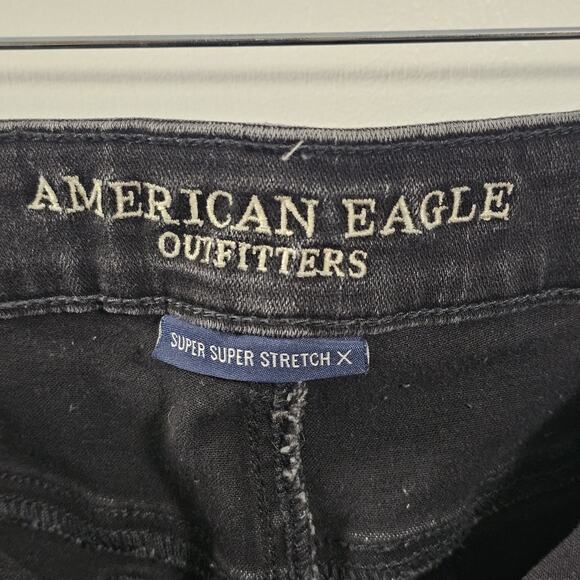 AMERICAN EAGLE
OUTFITTERS
SUPER SUPER STRETCH X